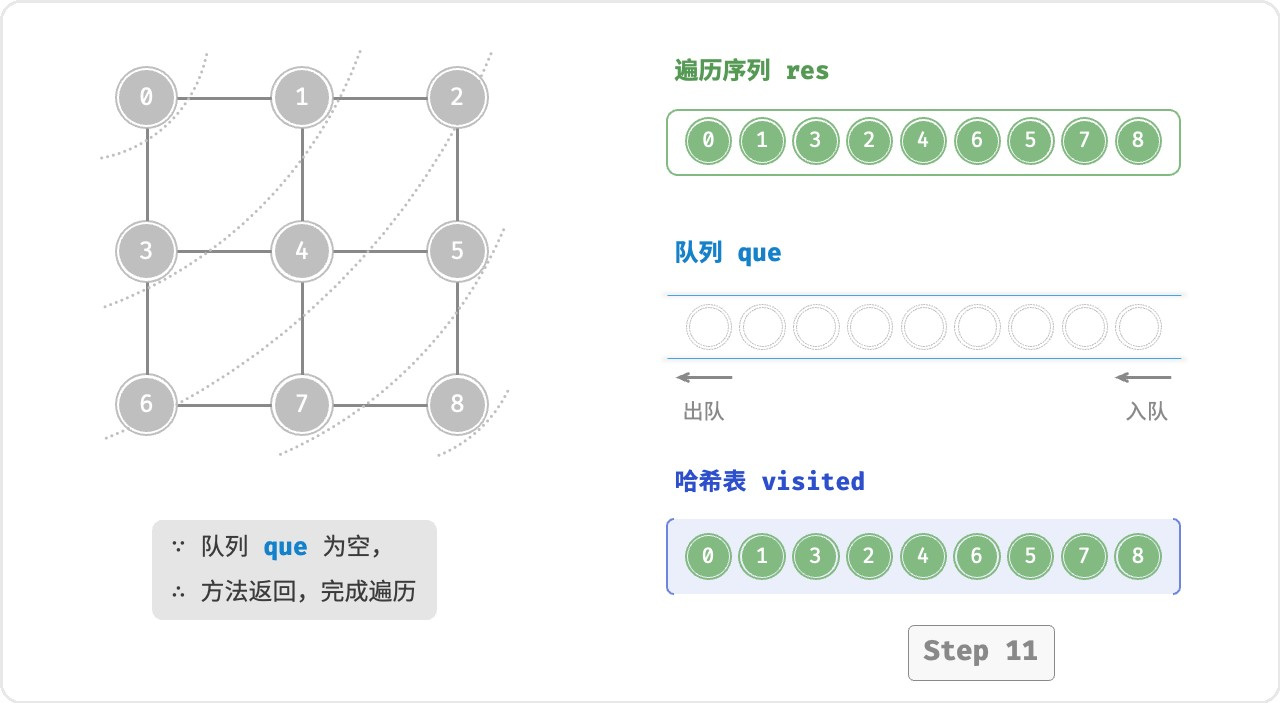 0 1 2
3 4 5
6 7 8
∵ 队列 que 为空，
∴ 方法返回，完成遍历
遍历序列 res
0 1 3 2 4 6 5 7 8
队列 que
出队 入队
哈希表 visited
0 1 3 2 4 6 5 7 8
Step 11